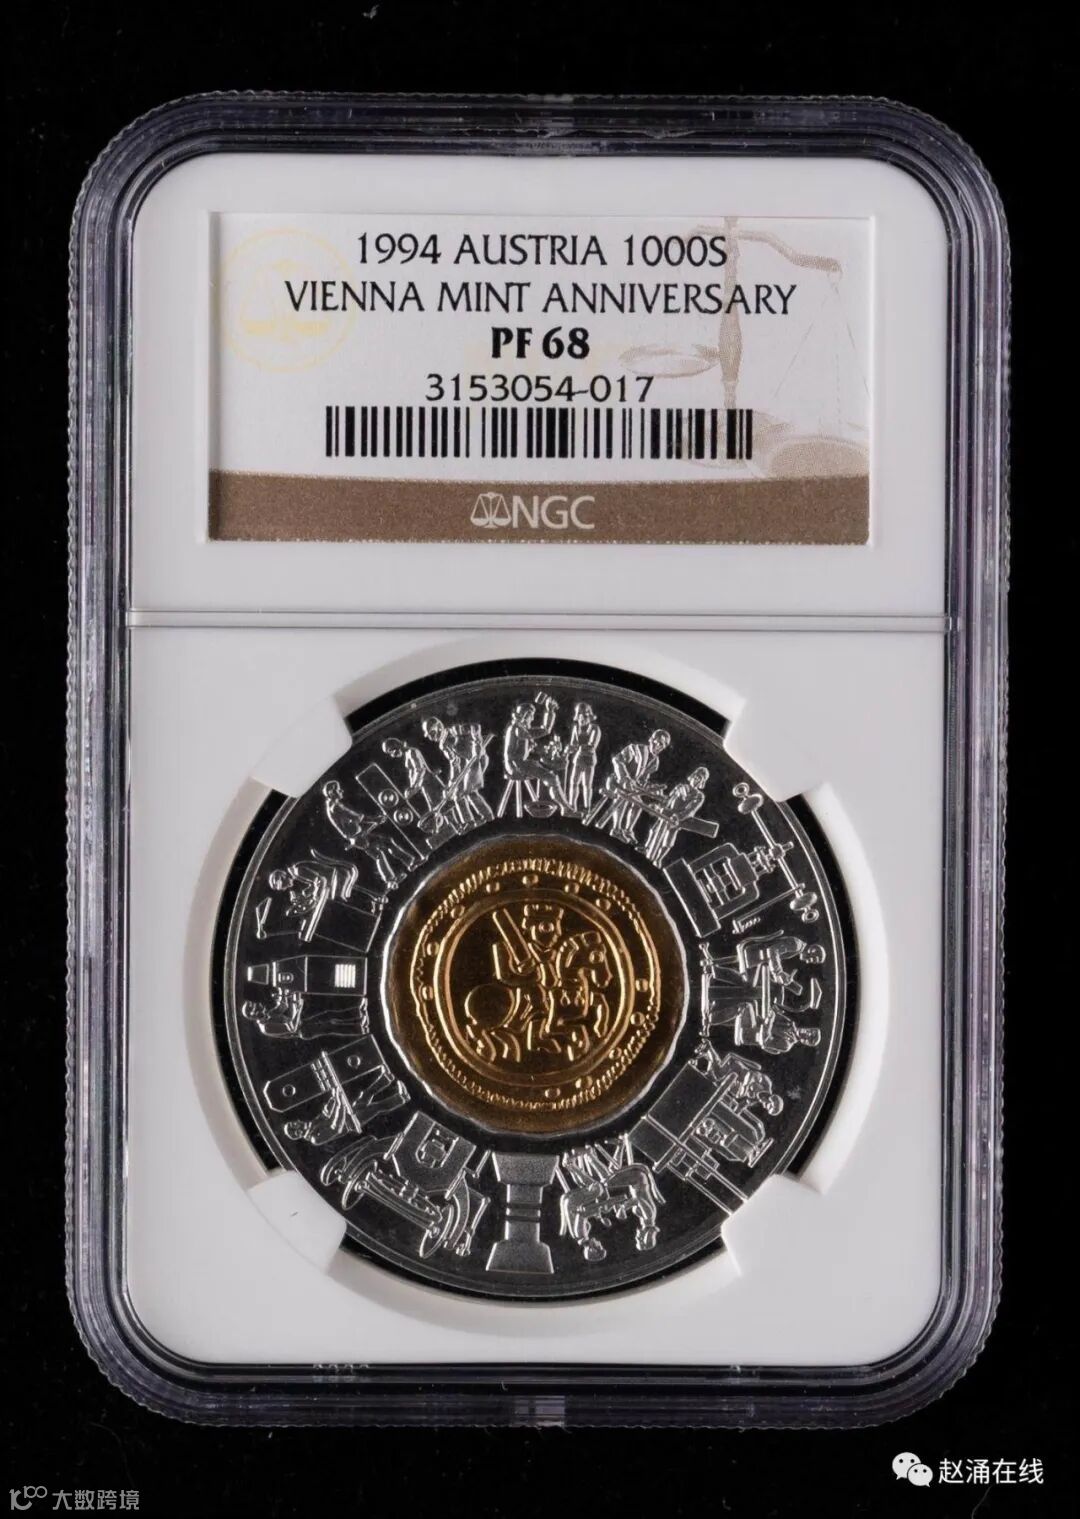 1994 AUSTRIA 1000S
VIENNA MINT ANNIVERSARY
PF 68
3153054-017
NGC
赵涌在线
大数跨境